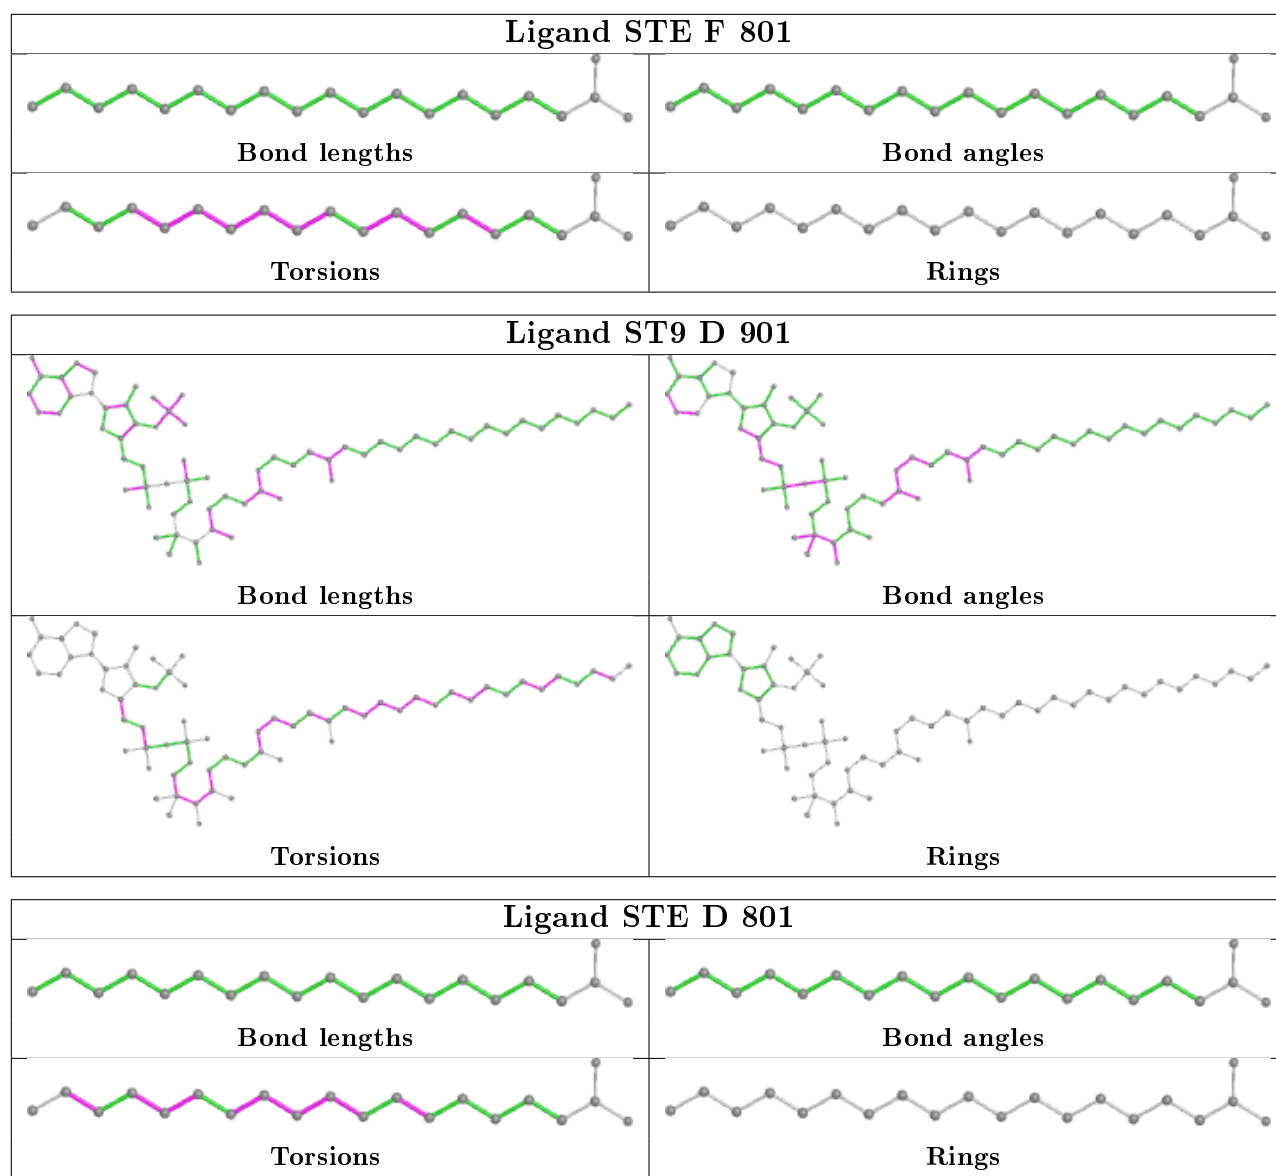 Ligand STE F 801
Bond lengths Bond angles
Torsions Rings
Ligand ST9 D 901
Bond lengths Bond angles
Torsions Rings
Ligand STE D 801
Bond lengths Bond angles
Torsions Rings